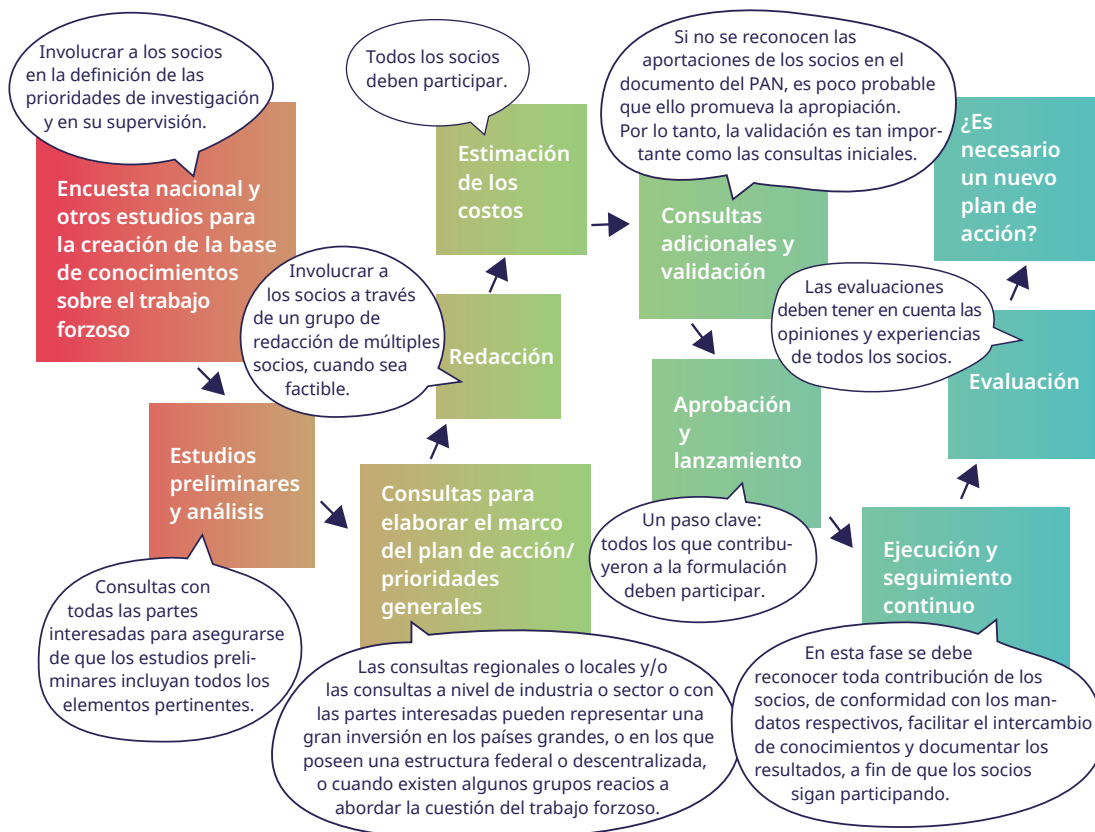 Involucrar a los socios
en la definición de las
prioridades de investigación
y en su supervisión.
Encuesta nacional y
otros estudios para
la creación de la base
de conocimientos
sobre el trabajo
forzoso
Estudios
preliminares
y análisis
Consultas con
todas las partes
interesadas para asegurarse
de que los estudios preli-
minares incluyan todos los
elementos pertinentes.
Consultas para
elaborar el marco
del plan de acción/
prioridades
generales
Las consultas regionales o locales y/o
las consultas a nivel de industria o sector o con
las partes interesadas pueden representar una
gran inversión en los países grandes, o en los que
poseen una estructura federal o descentralizada,
o cuando existen algunos grupos reacios a
abordar la cuestión del trabajo forzoso.
Involucrar a
los socios a través
de un grupo de
redacción de múltiples
socios, cuando sea
factible.
Redacción
Todos los socios
deben participar.
Estimación
de los
costos
Si no se reconocen las
aportaciones de los socios en el
documento del PAN, es poco probable
que ello promueva la apropiación.
Por lo tanto, la validación es tan impor-
tante como las consultas iniciales.
Consultas
adicionales y
validación
Aprobación
y
lanzamiento
Un paso clave:
todos los que contribu-
yeron a la formulación
deben participar.
Ejecución y
seguimiento
continuo
En esta fase se debe
reconocer toda contribución de los
socios, de conformidad con los man-
datos respectivos, facilitar el intercambio
de conocimientos y documentar los
resultados, a fin de que los socios
sigan participando.
Las evaluaciones
deben tener en cuenta las
opiniones y experiencias
de todos los socios.
Evaluación
¿Es
necesario
un nuevo
plan de
acción?